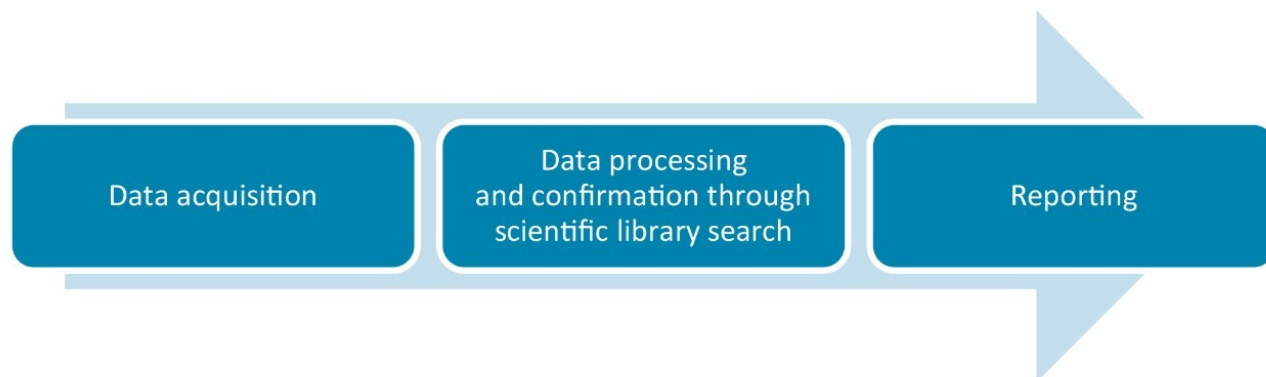 Data acquisition
Data processing
and confirmation through
scientific library search
Reporting